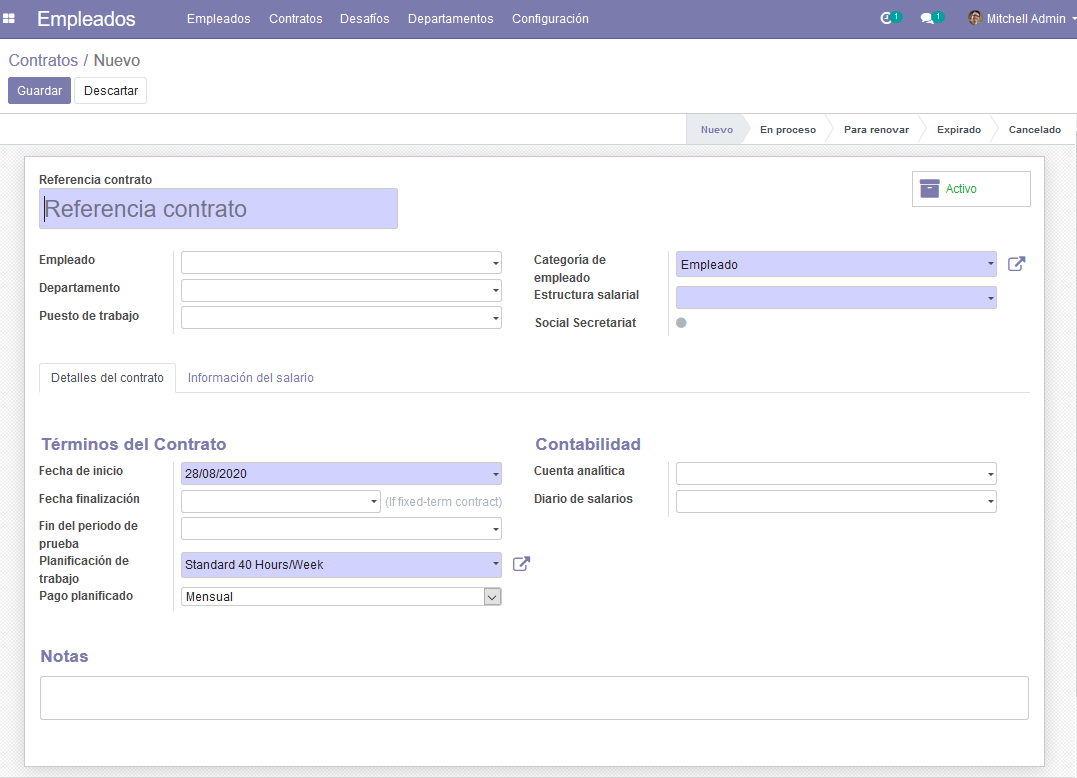 Empleados Empleados Contratos Desafíos Departamentos Configuración 1 1 Mitchell Admin
Contratos / Nuevo
Guardar Descartar
Nuevo En proceso Para renovar Expirado Cancelado
Referencia contrato
Referencia contrato
Activo
Empleado
Departamento
Puesto de trabajo
Categoría de
empleado
Empleado
Estructura salarial
Social Secretariat
Detalles del contrato Información del salario
Términos del Contrato
Fecha de inicio 28/08/2020
Fecha finalización (If fixed-term contract)
Fin del periodo de
prueba
Planificación de
trabajo
Standard 40 Hours/Week
Pago planificado Mensual
Contabilidad
Cuenta analítica
Diario de salarios
Notas